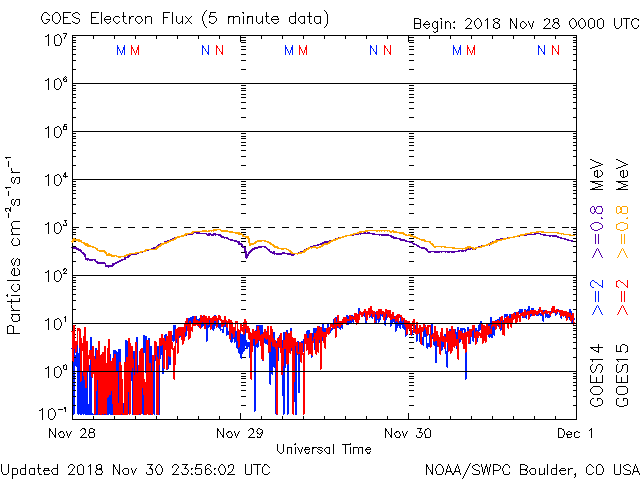 GOES Electron Flux (5 minute data)
Begin: 2018 Nov 28 0000 UTC
M M N N M M N N M M N N
10⁷
10⁶
10⁵
10⁴
10³
10²
10¹
10⁰
10⁻¹
Particles cm⁻²s⁻¹sr⁻¹
Nov 28 Nov 29 Nov 30 Dec 1
Universal Time
GOES14 >=2 >=0.8 MeV
GOES15 >=2 >=0.8 MeV
Updated 2018 Nov 30 23:56:02 UTC
NOAA/SWPC Boulder, CO USA